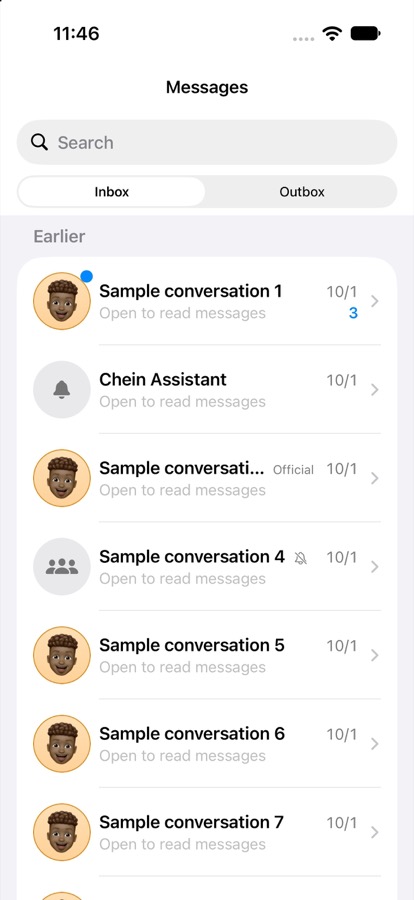 11:46
Messages
Search
Inbox Outbox
Earlier
Sample conversation 1 10/1
Open to read messages 3
Chein Assistant 10/1
Open to read messages
Sample conversati... Official 10/1
Open to read messages
Sample conversation 4 10/1
Open to read messages
Sample conversation 5 10/1
Open to read messages
Sample conversation 6 10/1
Open to read messages
Sample conversation 7 10/1
Open to read messages